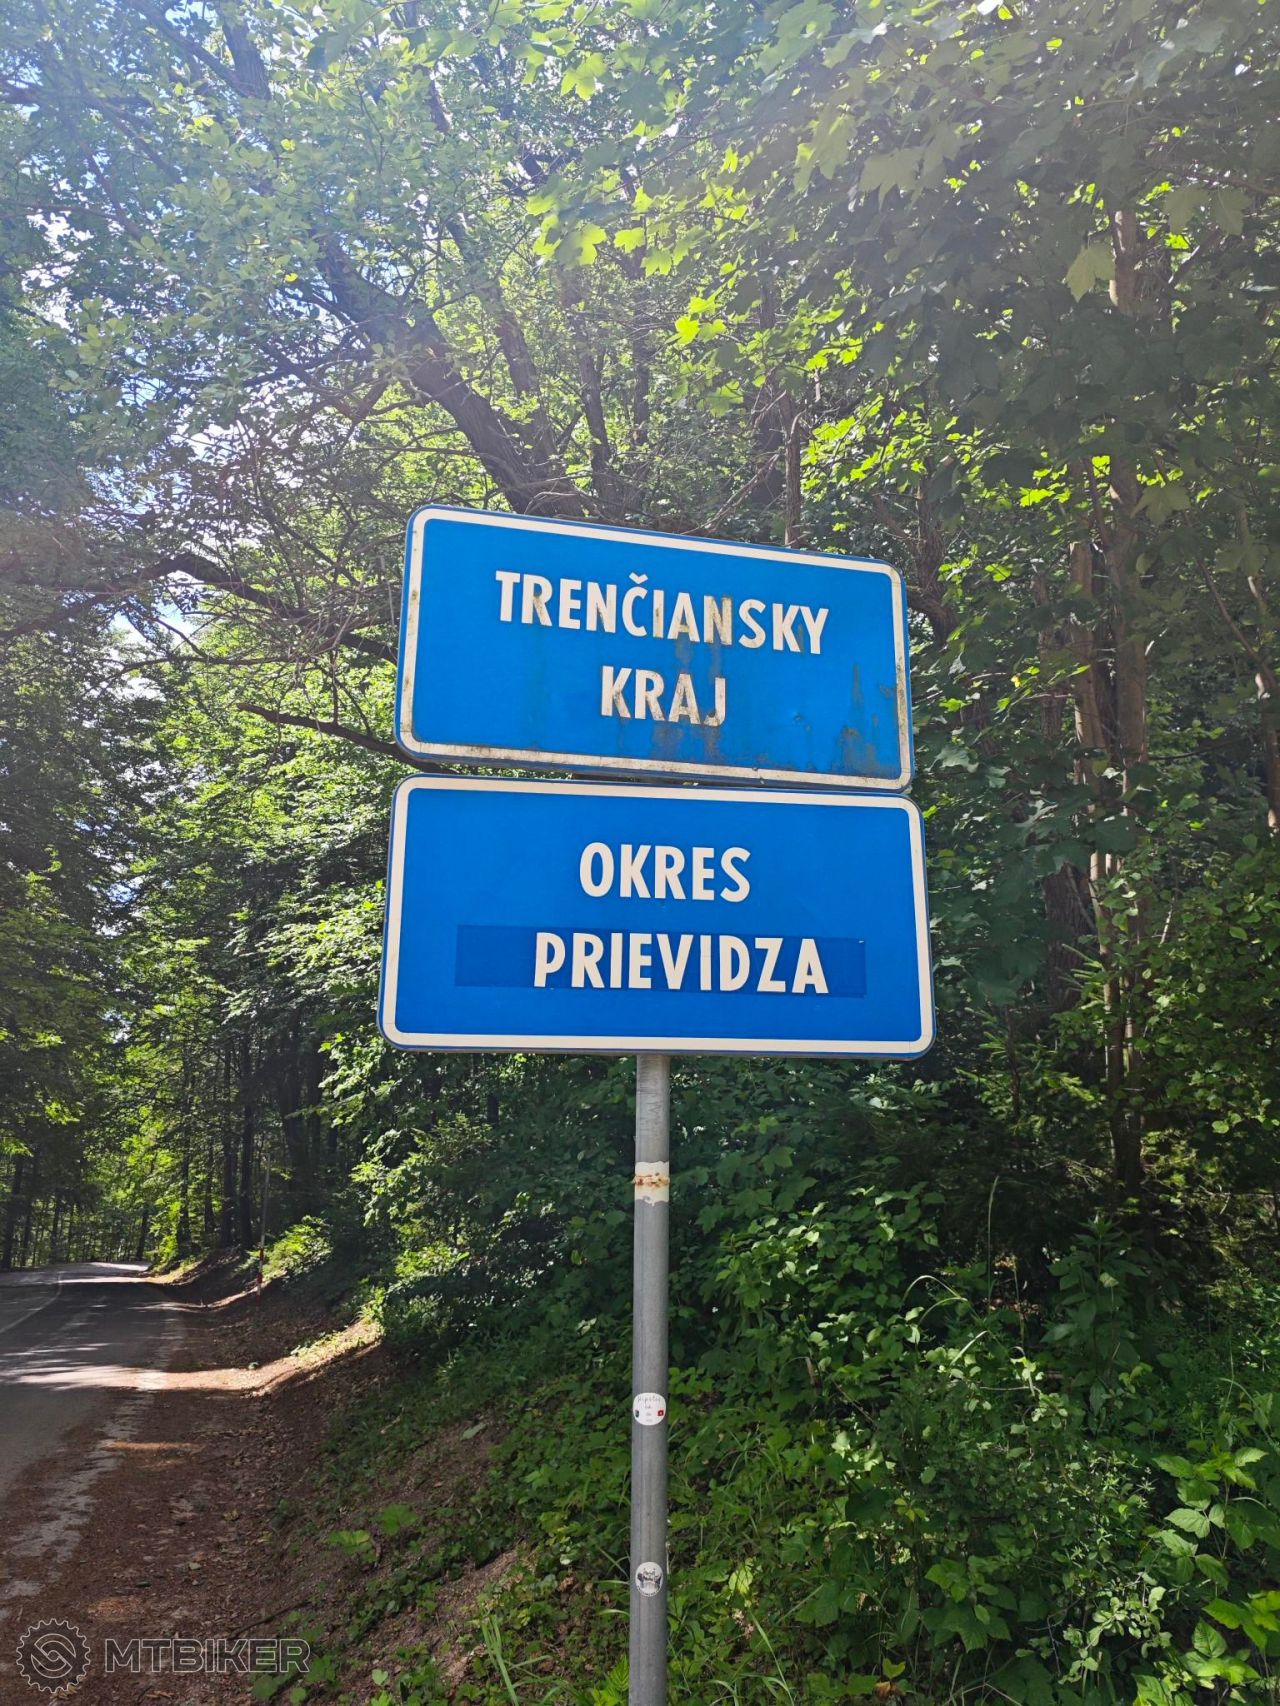 TRENČIANSKY
KRAJ
OKRES
PRIEVIDZA
MTBIKER